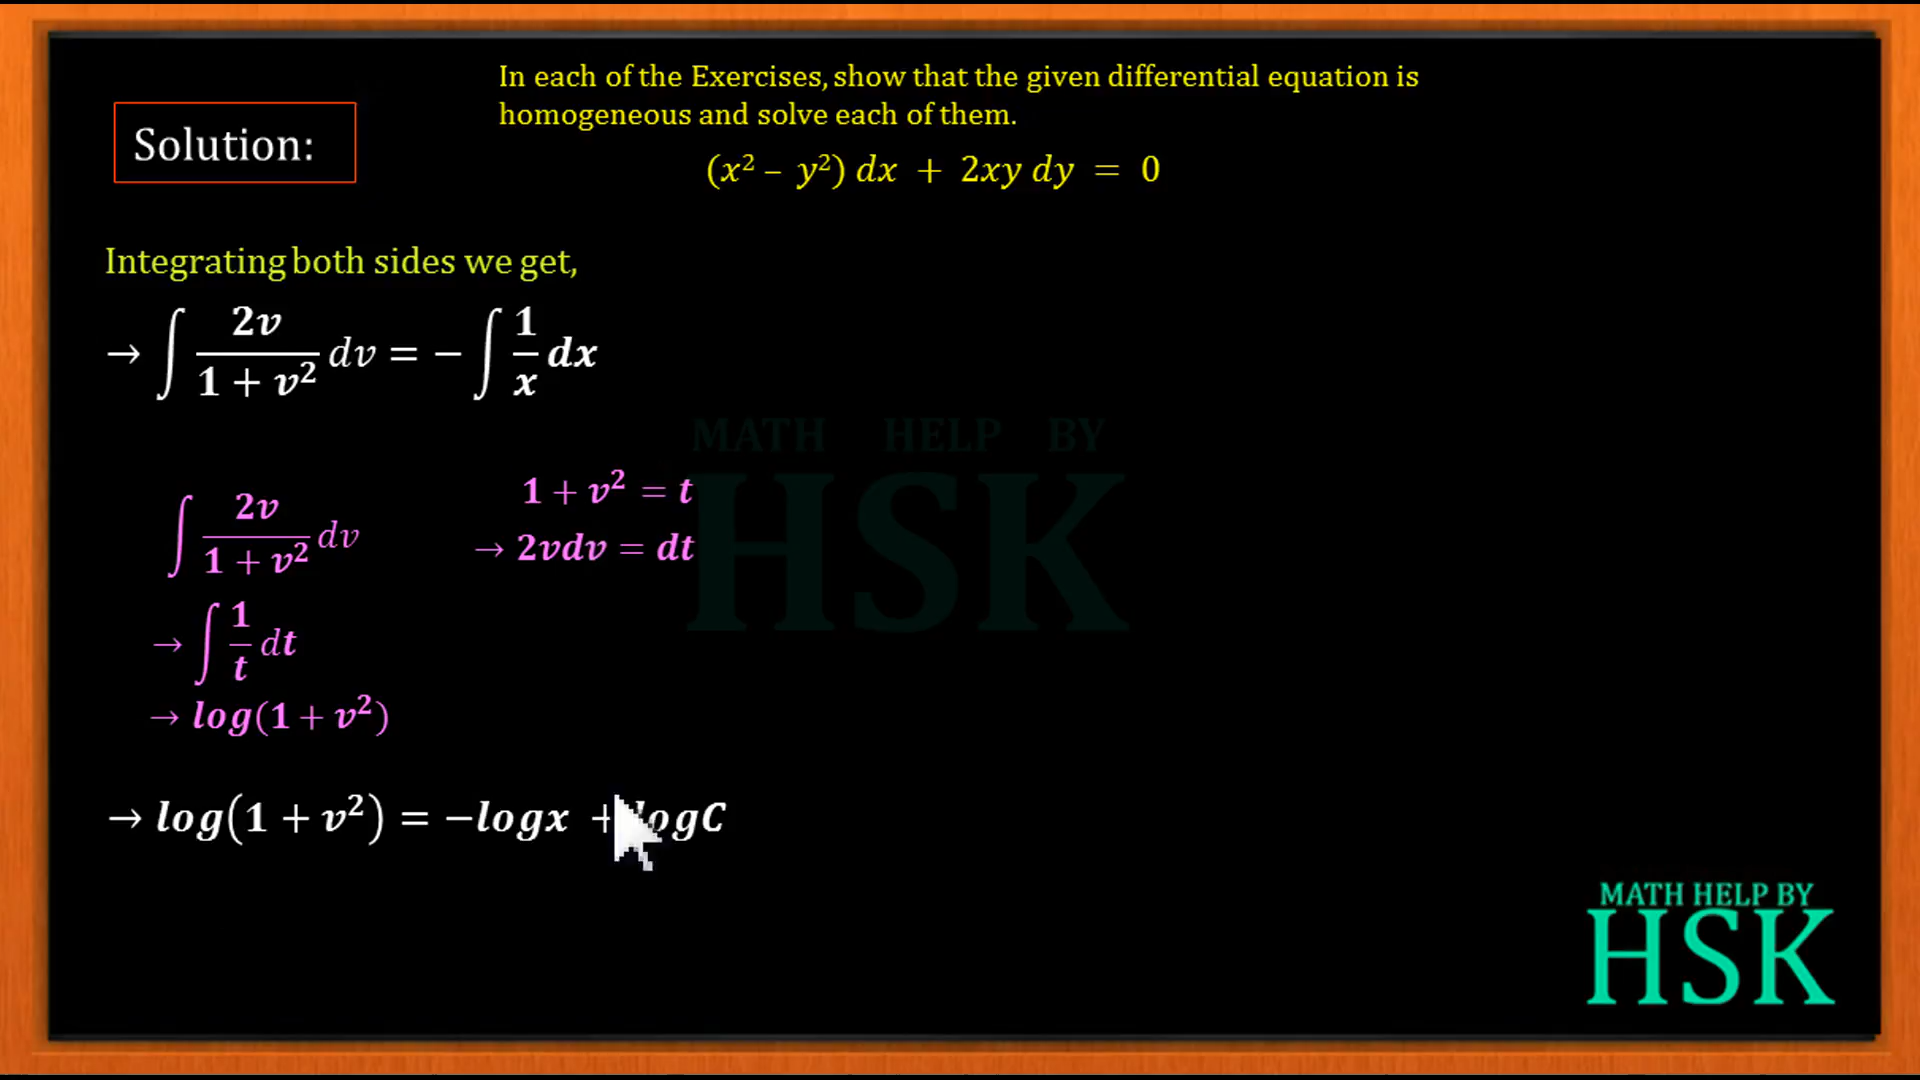 In each of the Exercises, show that the given differential equation is
homogeneous and solve each of them.
Solution:
(x² – y²) dx + 2xy dy = 0
Integrating both sides we get,
→ ∫ 2v/(1 + v²) dv = − ∫ 1/x dx
MATH HELP BY
HSK
∫ 2v/(1 + v²) dv
1 + v² = t
→ 2vdv = dt
→ ∫ 1/t dt
→ log(1 + v²)
→ log(1 + v²) = −logx + logC
MATH HELP BY
HSK